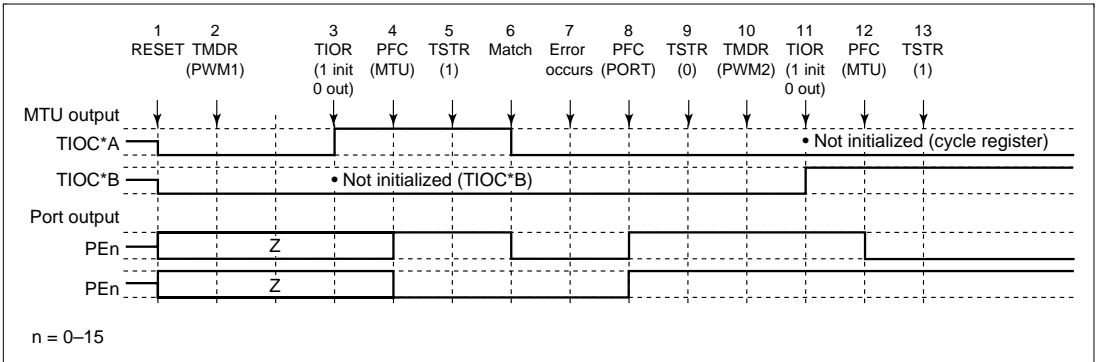 1 2 3 4 5 6 7 8 9 10 11 12 13
RESET TMDR TIOR PFC TSTR Match Error PFC TSTR TMDR TIOR PFC TSTR
(PWM1) (1 init (MTU) (1) occurs (PORT) (0) (PWM2) (1 init (MTU) (1)
0 out) 0 out)
MTU output
TIOC*A • Not initialized (cycle register)
TIOC*B • Not initialized (TIOC*B)
Port output
PEn Z
PEn Z
n = 0–15